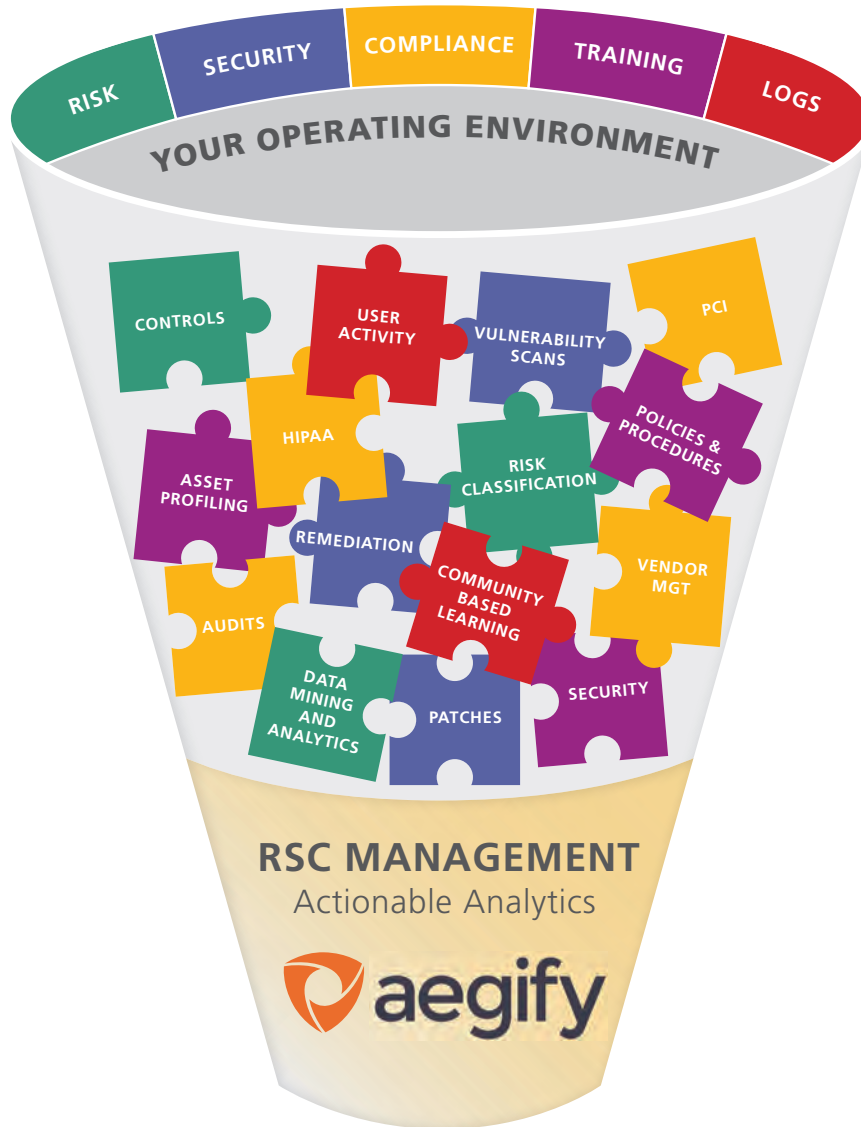 RISK
SECURITY
COMPLIANCE
TRAINING
LOGS
YOUR OPERATING ENVIRONMENT
CONTROLS
USER
ACTIVITY
VULNERABILITY
SCANS
PCI
HIPAA
POLICIES &
PROCEDURES
ASSET
PROFILING
RISK
CLASSIFICATION
REMEDIATION
COMMUNITY
BASED
LEARNING
VENDOR
MGT
AUDITS
DATA
MINING
AND
ANALYTICS
PATCHES
SECURITY
RSC MANAGEMENT
Actionable Analytics
aegify